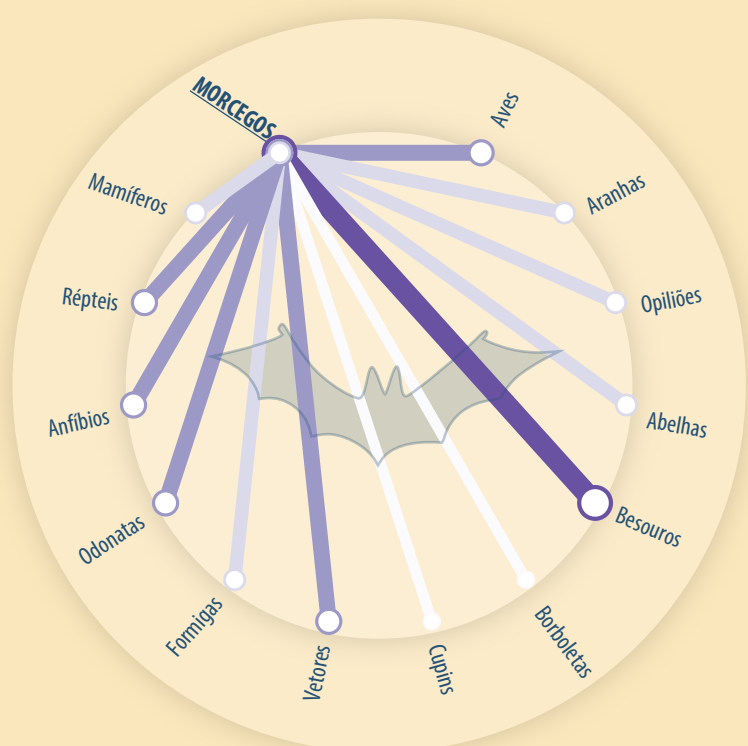 MORCEGOS
Aves
Aranhas
Opiliões
Abelhas
Besouros
Borboletas
Cupins
Vetores
Formigas
Odonatas
Anfíbios
Répteis
Mamíferos